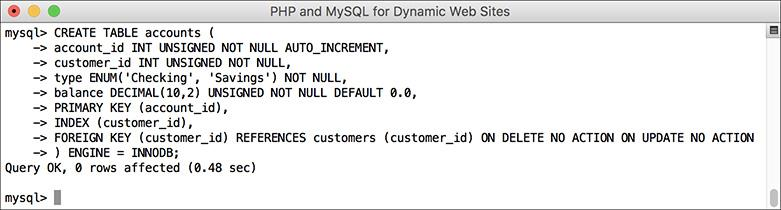 PHP and MySQL for Dynamic Web Sites
mysql> CREATE TABLE accounts (
    -> account_id INT UNSIGNED NOT NULL AUTO_INCREMENT,
    -> customer_id INT UNSIGNED NOT NULL,
    -> type ENUM('Checking', 'Savings') NOT NULL,
    -> balance DECIMAL(10,2) UNSIGNED NOT NULL DEFAULT 0.0,
    -> PRIMARY KEY (account_id),
    -> INDEX (customer_id),
    -> FOREIGN KEY (customer_id) REFERENCES customers (customer_id) ON DELETE NO ACTION ON UPDATE NO ACTION
    -> ) ENGINE = INNODB;
Query OK, 0 rows affected (0.48 sec)
mysql>